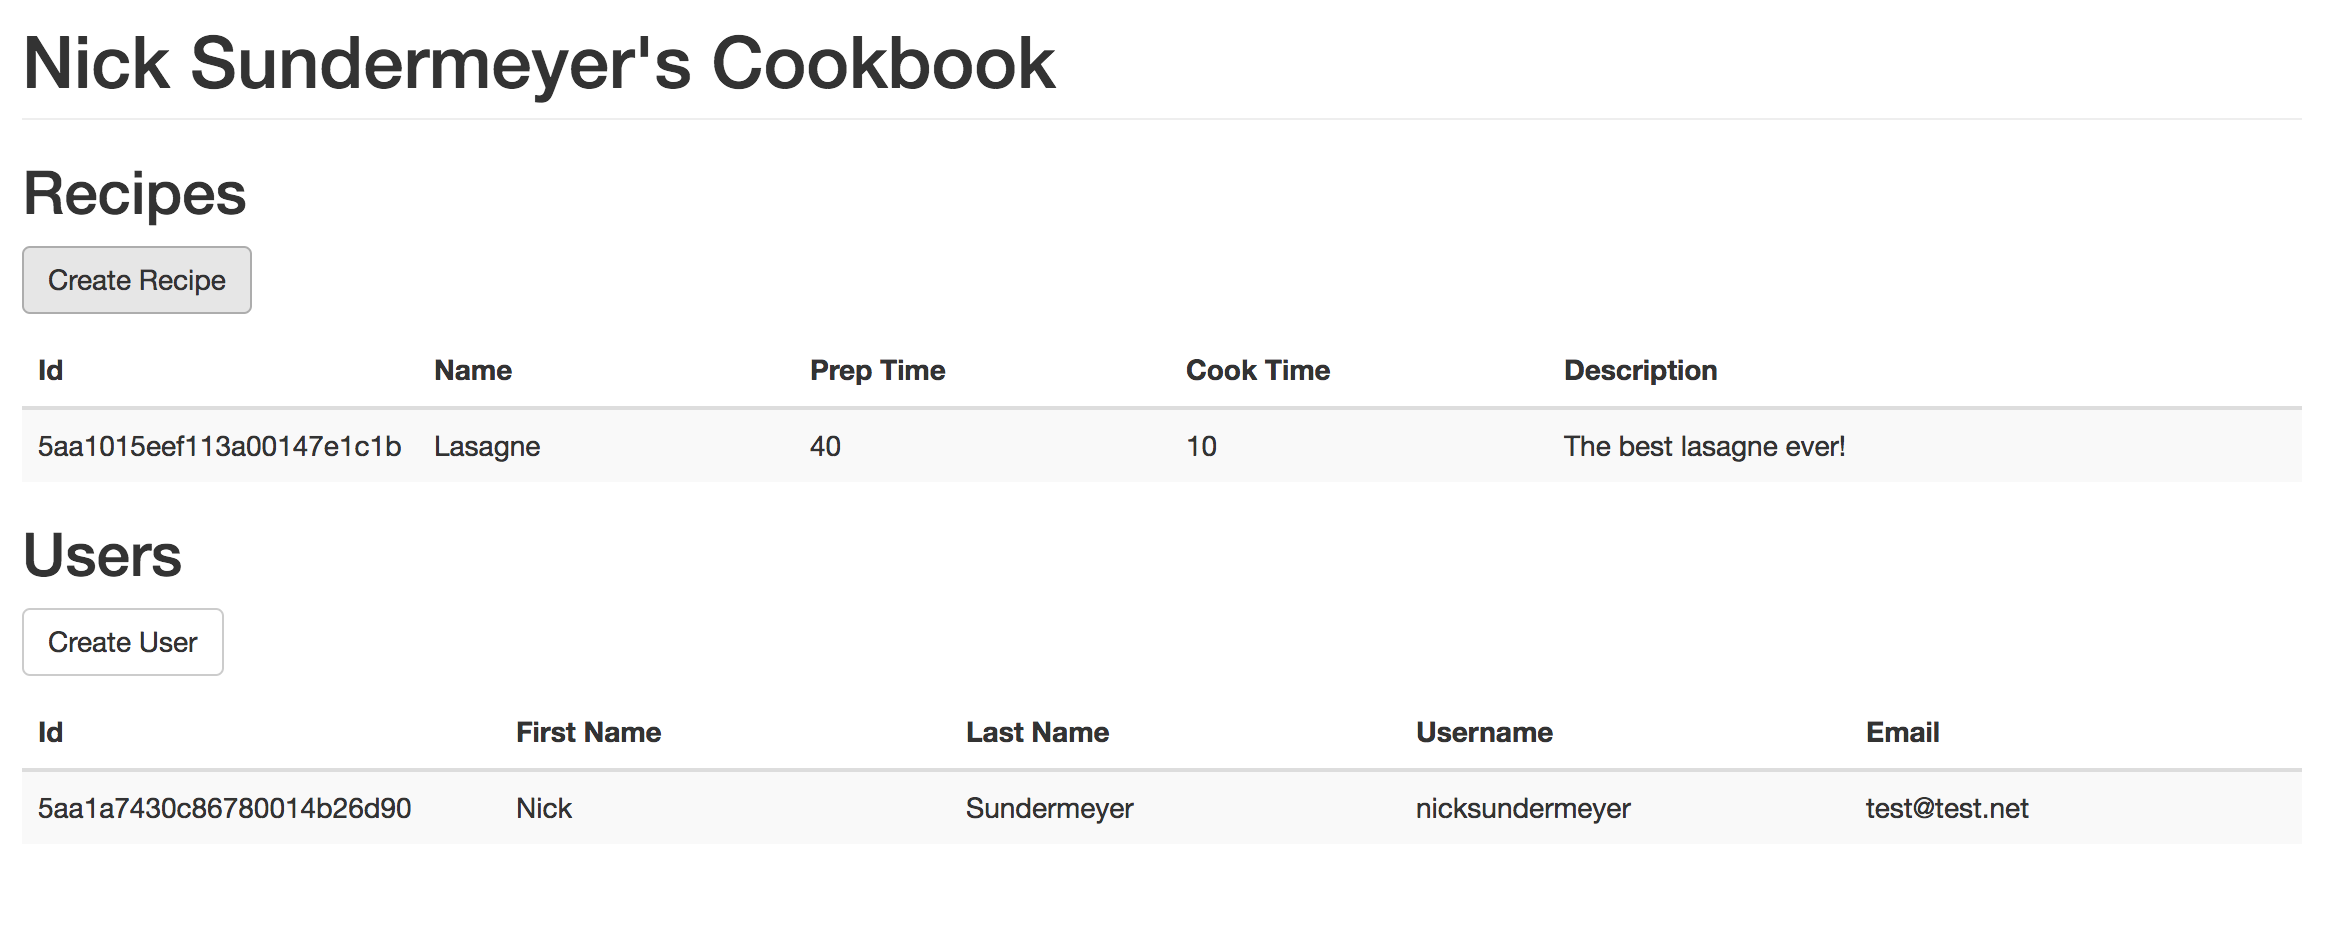 Nick Sundermeyer's Cookbook
Recipes
Create Recipe
Id Name Prep Time Cook Time Description
5aa1015eef113a00147e1c1b Lasagne 40 10 The best lasagne ever!
Users
Create User
Id First Name Last Name Username Email
5aa1a7430c86780014b26d90 Nick Sundermeyer nicksundermeyer test@test.net